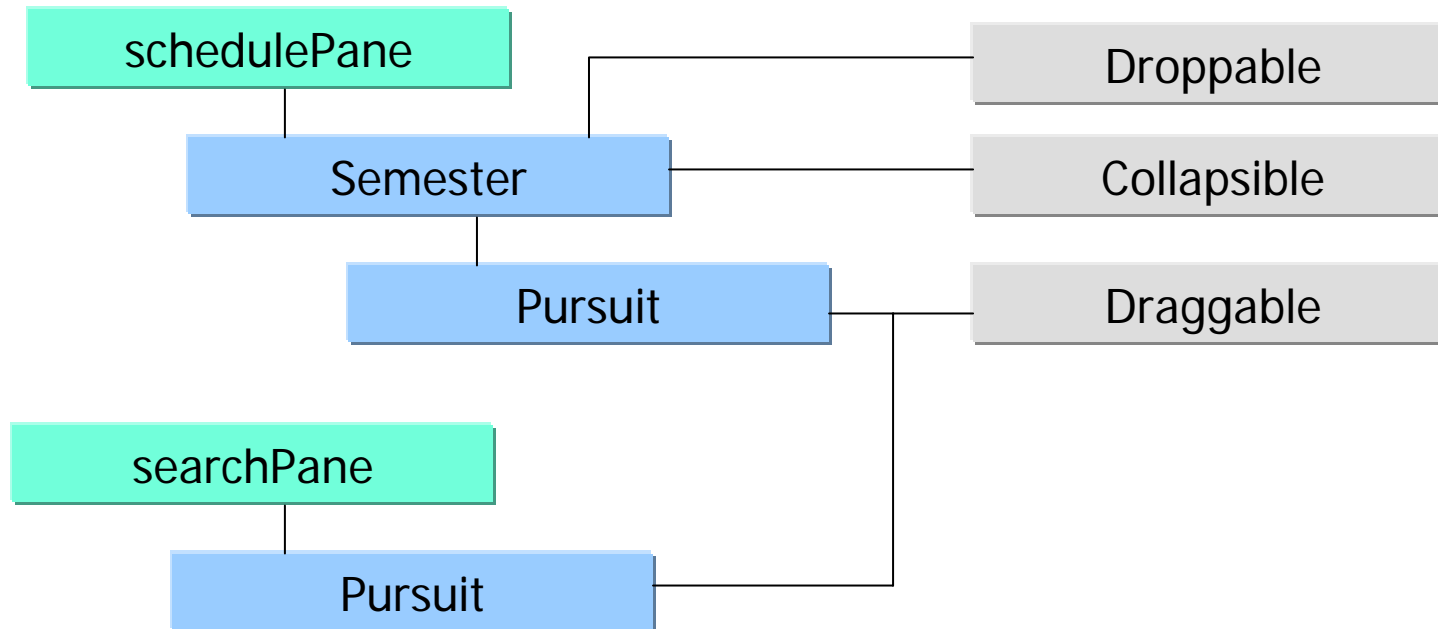 schedulePane
Droppable
Semester
Collapsible
Pursuit
Draggable
searchPane
Pursuit